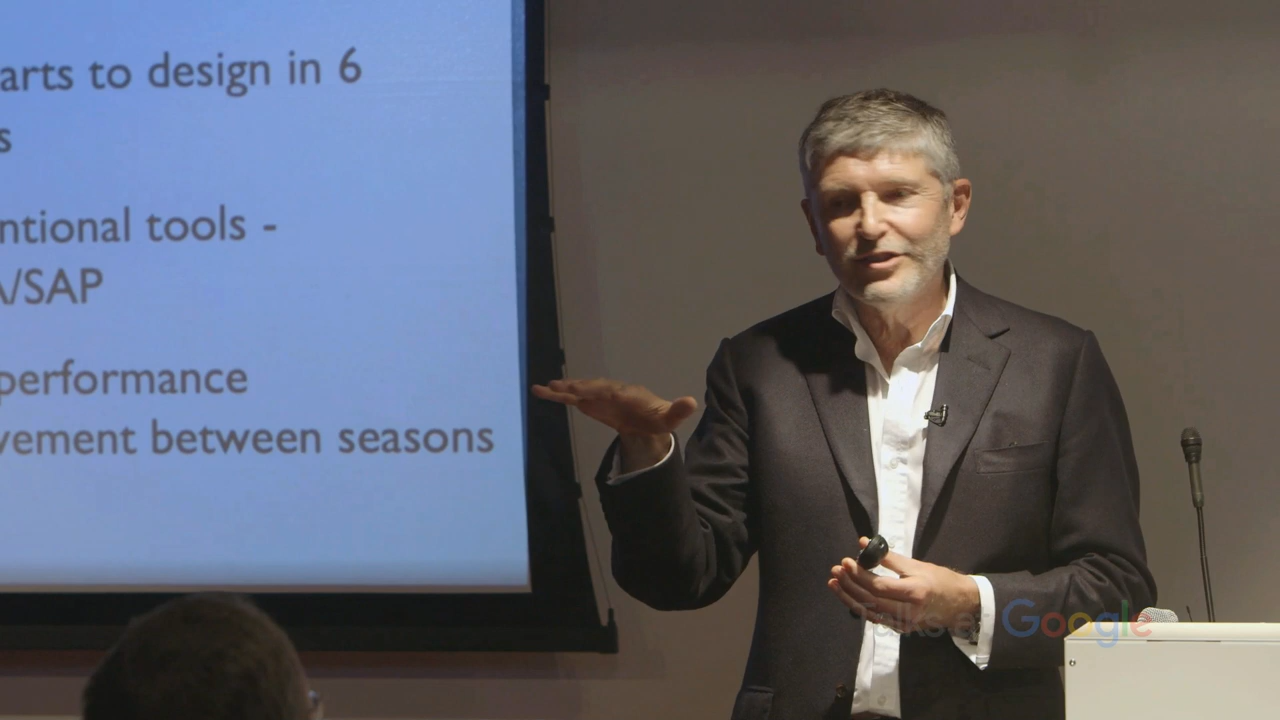 arts to design in 6
s
ntional tools -
/SAP
performance
vement between seasons
Talks at Google